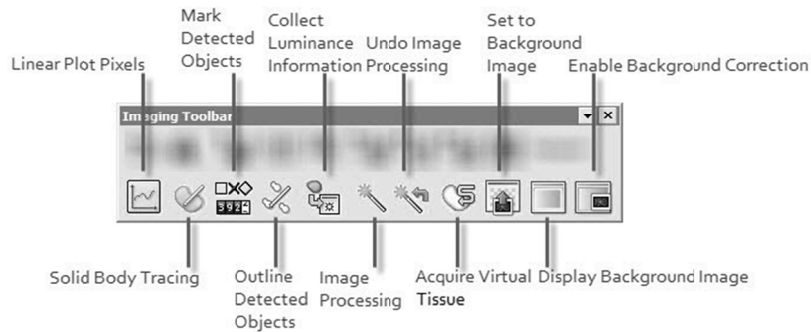 Linear Plot Pixels
Mark
Detected
Objects
Collect
Luminance
Information
Undo Image
Processing
Set to
Background
Image
Enable Background Correction
Imaging Toolbar
Solid Body Tracing
Outline
Detected
Objects
Image
Processing
Acquire Virtual
Tissue
Display Background Image